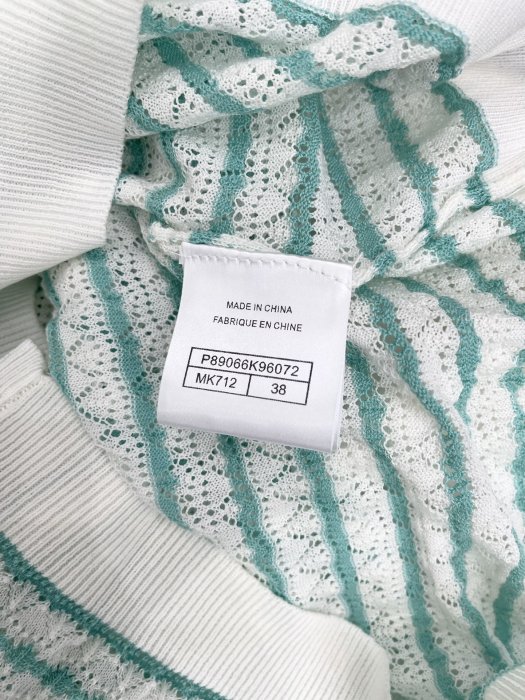 MADE IN CHINA
FABRIQUE EN CHINE
P89066K96072
MK712 38